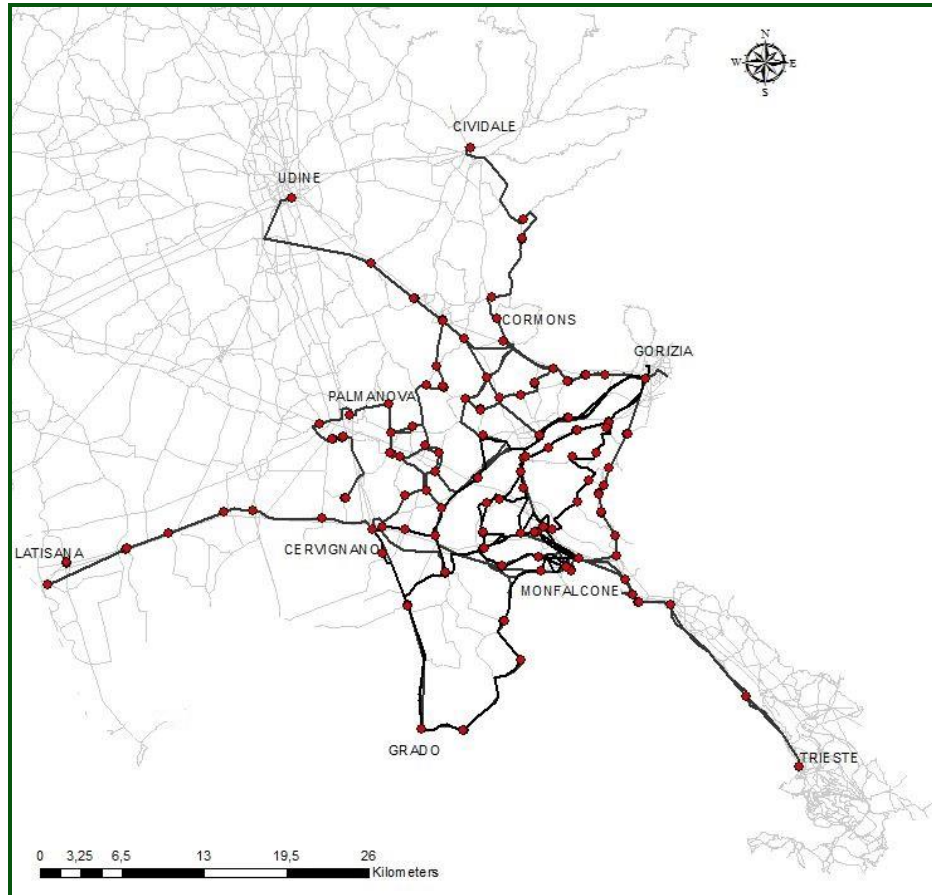 N
W E
S
CIVIDALE
UDINE
CORMONS
GORIZIA
PALMANOVA
LATISANA
CERVIGNANO
MONFALCONE
GRADO
TRIESTE
0 3,25 6,5 13 19,5 26
Kilometers